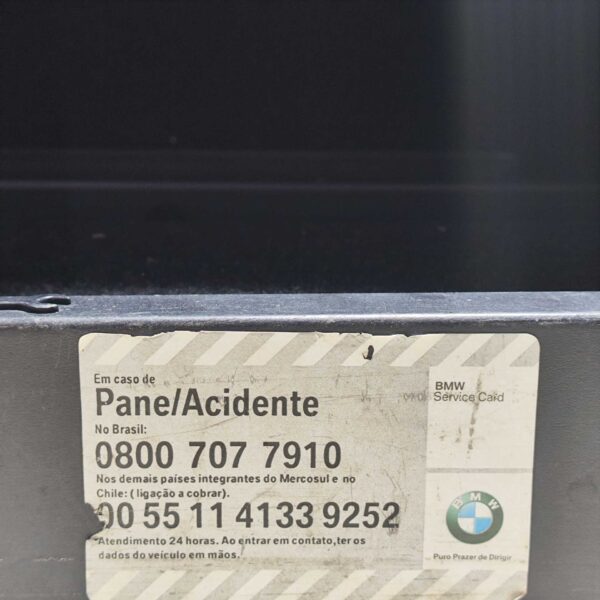 Em caso de
Pane/Acidente
No Brasil:
0800 707 7910
Nos demais países integrantes do Mercosul e no
Chile: (ligação a cobrar).
00 55 11 4133 9252
Atendimento 24 horas. Ao entrar em contato,ter os
dados do veículo em mãos.
BMW
Service Card
BMW
Puro Prazer de Dirigir